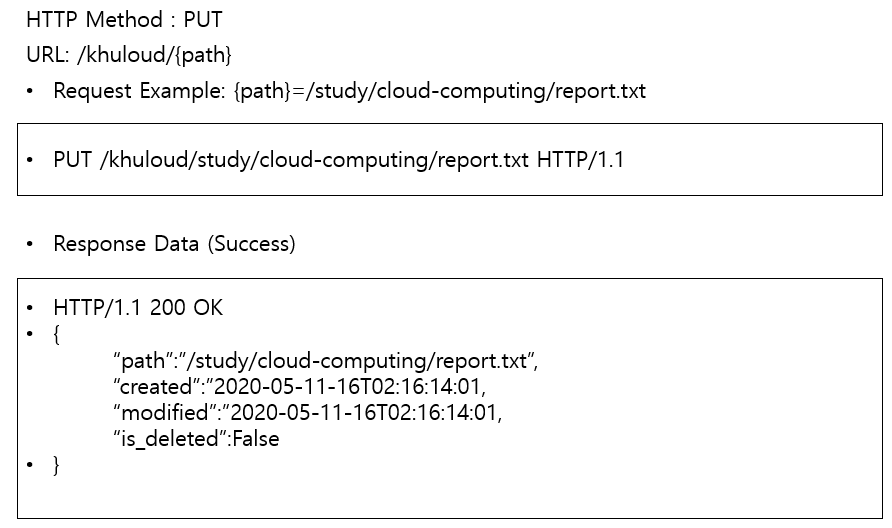 HTTP Method : PUT
URL: /khuloud/{path}
• Request Example: {path}=/study/cloud-computing/report.txt
• PUT /khuloud/study/cloud-computing/report.txt HTTP/1.1
• Response Data (Success)
• HTTP/1.1 200 OK
• {
“path”:”/study/cloud-computing/report.txt”,
“created”:”2020-05-11-16T02:16:14:01,
“modified”:”2020-05-11-16T02:16:14:01,
“is_deleted”:False
• }